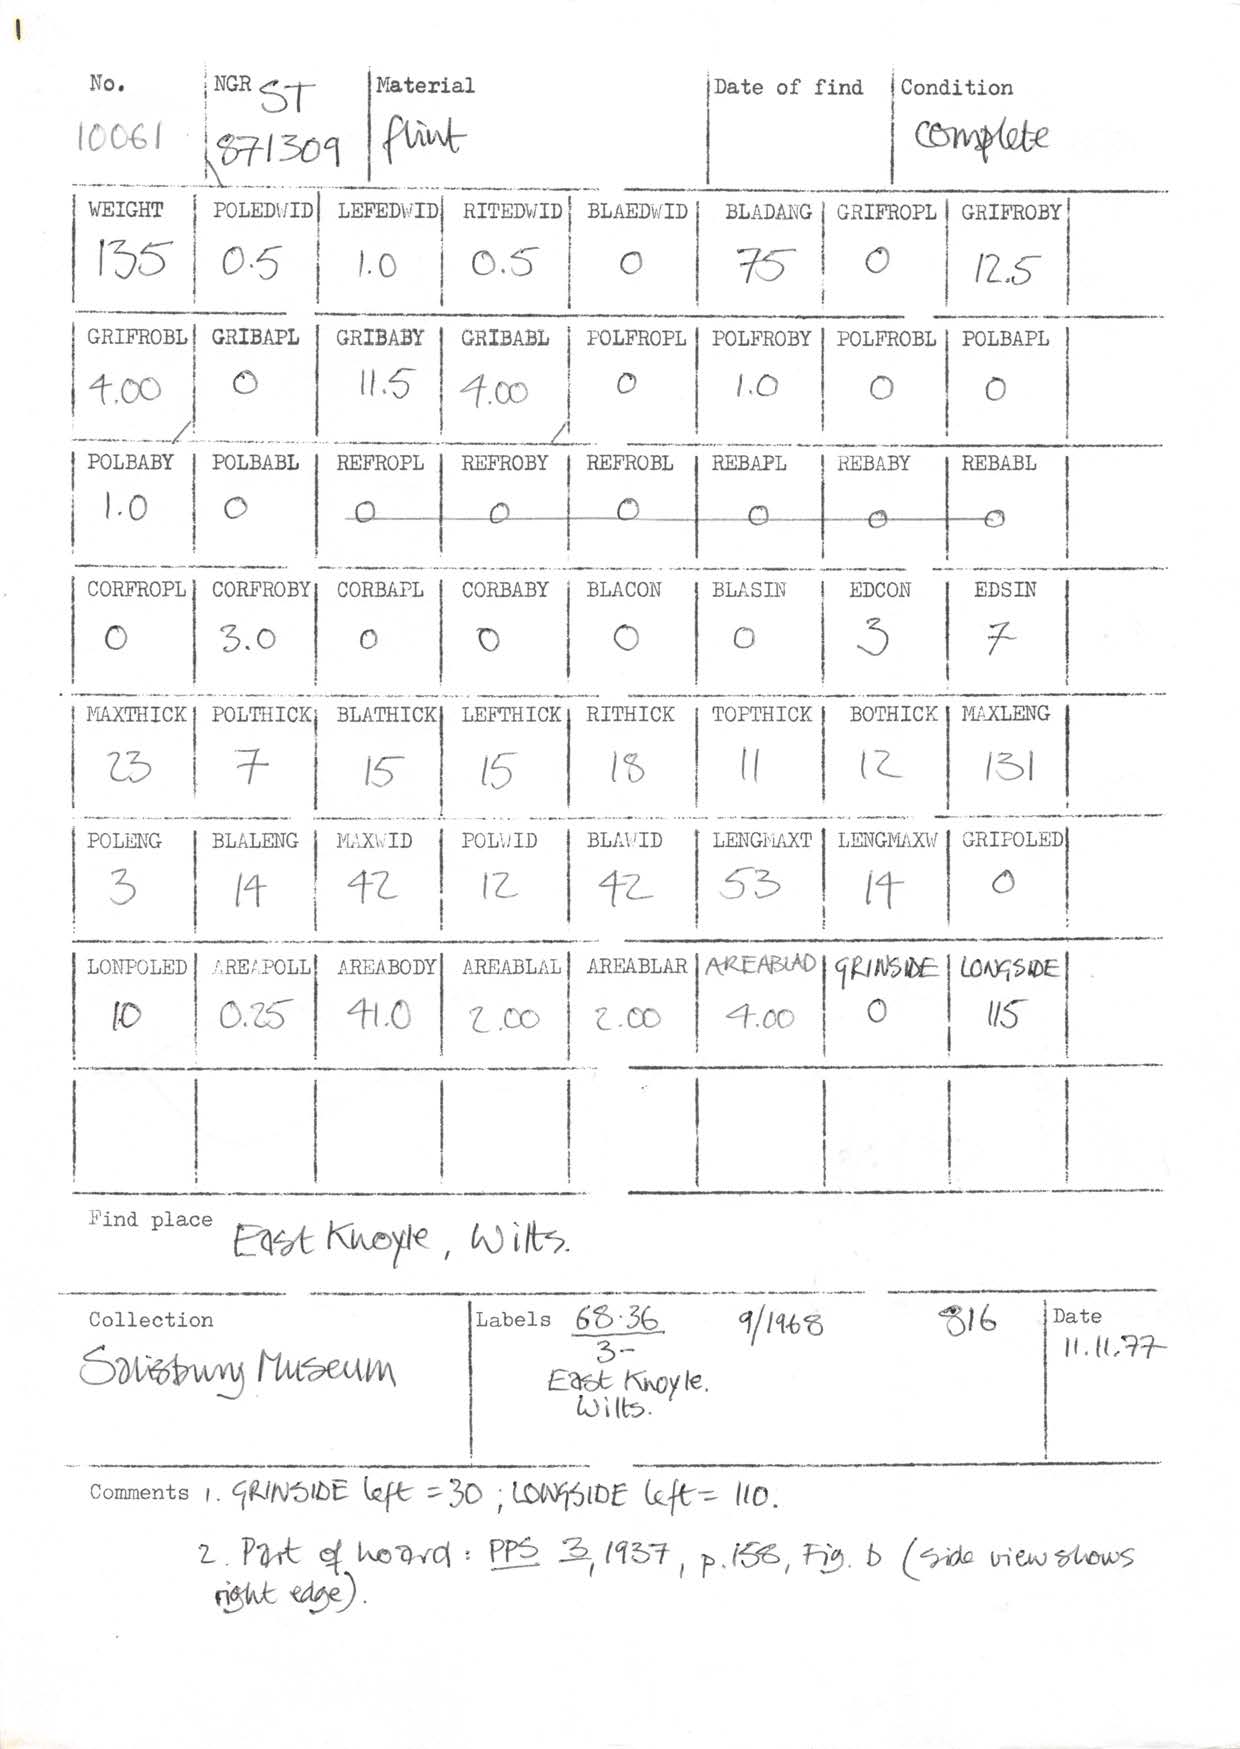 1
No. NGR ST Material Date of find Condition
10061 871309 flint complete
WEIGHT POLEDWID LEFEDWID RITEDWID BLAEDWID BLADANG GRIFROPL GRIFROBY
135 0.5 1.0 0.5 0 75 0 12.5
GRIFROBL GRIBAPL GRIBABY GRIBABL POLFROPL POLFROBY POLFROBL POLBAPL
4.00 0 11.5 4.00 0 1.0 0 0
POLBABY POLBABL REFROPL REFROBY REFROBL REBAPL REBABY REBABL
1.0 0 0 0 0 0 0 0
CORFROPL CORFROBY CORBAPL CORBABY BLACON BLASIN EDCON EDSIN
0 3.0 0 0 0 0 3 7
MAXTHICK POLTHICK BLATHICK LEFTHICK RITHICK TOPTHICK BOTHICK MAXLENG
23 7 15 15 18 11 12 131
POLENG BLALENG MAXWID POLWID BLAWID LENGMAXT LENGMAXW GRIPOLED
3 14 42 12 42 53 14 0
LONPOLED AREAPOLL AREABODY AREABLAL AREABLAR AREABLAD GRINSIDE LONGSIDE
10 0.25 41.0 2.00 2.00 4.00 0 115
Find place East Knoyle, Wilts.
Collection Labels 68.36 9/1968 816 Date
Salisbury Museum 3- 11.11.77
East Knoyle.
Wilts.
Comments 1. GRINSIDE left = 30 ; LONGSIDE left = 110.
2. Part of hoard : PPS 3, 1937, p.158, Fig. b (side view shows
right edge).